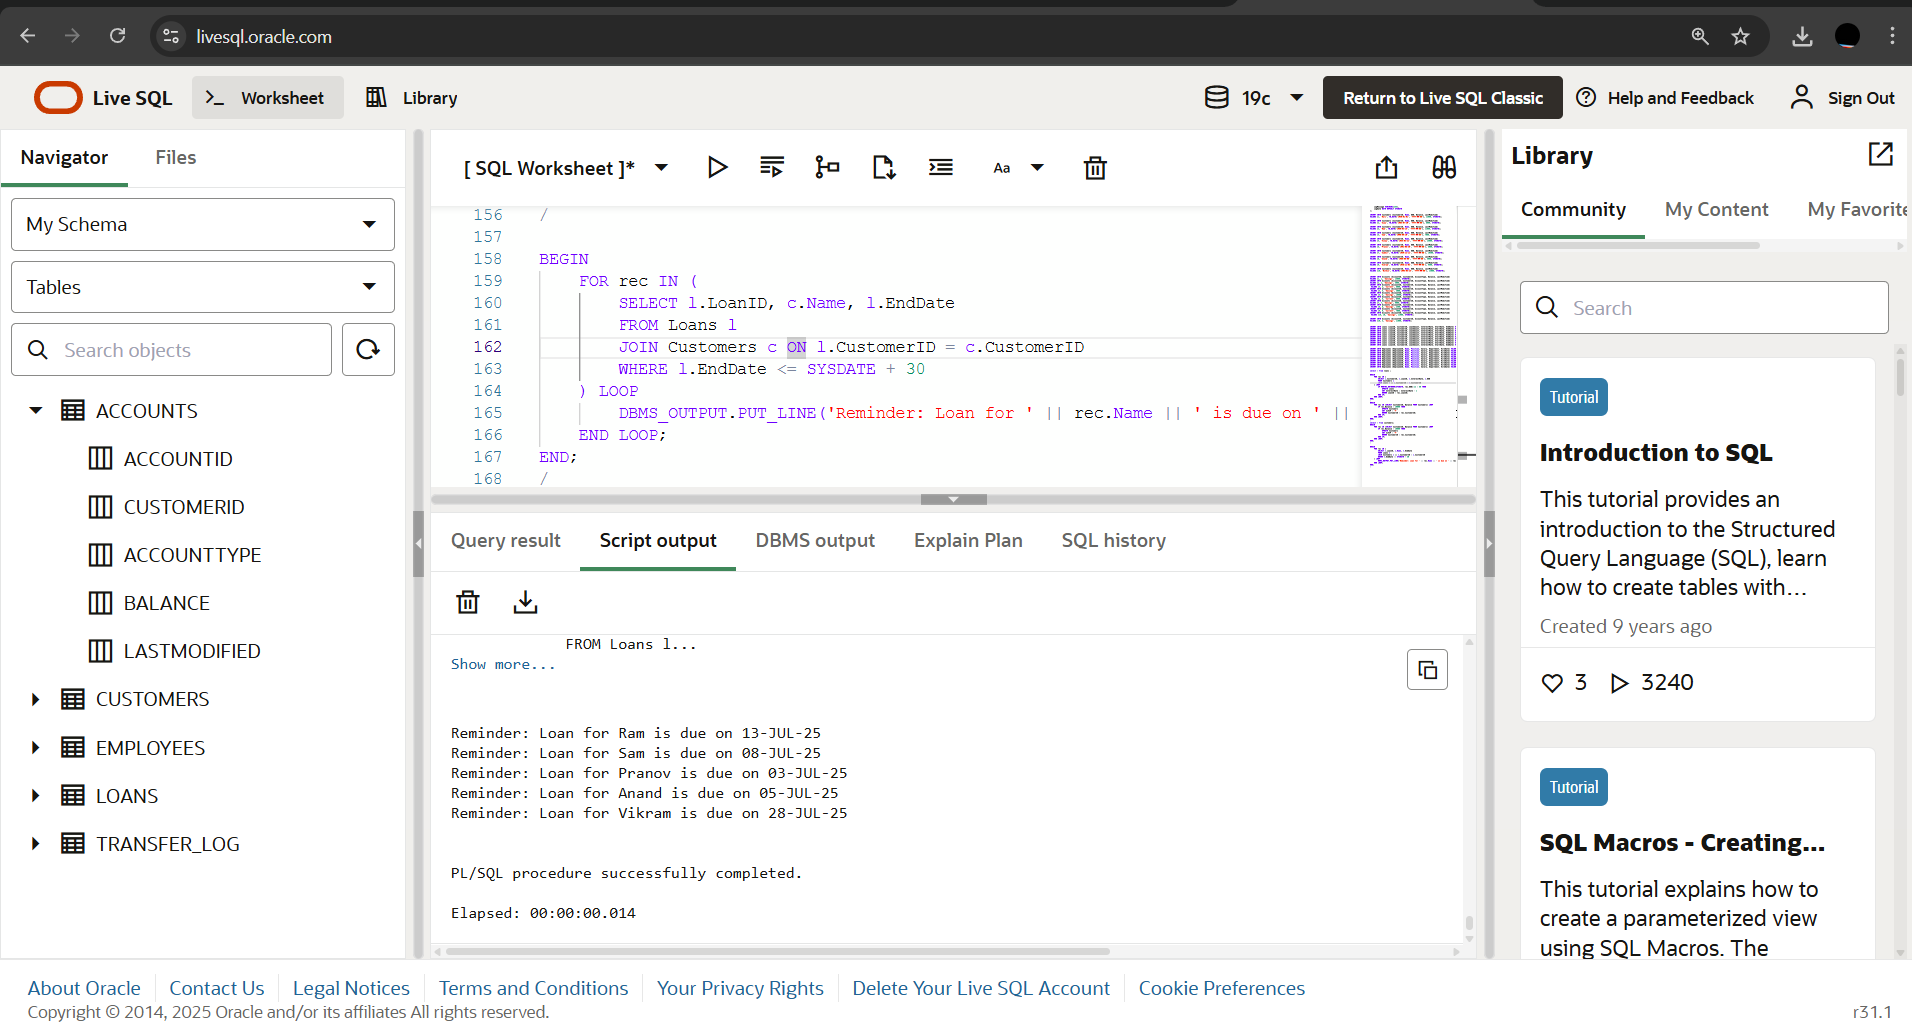 livesql.oracle.com
Live SQL
Worksheet
Library
19c
Return to Live SQL Classic
Help and Feedback
Sign Out
Navigator
Files
My Schema
Tables
Search objects
ACCOUNTS
ACCOUNTID
CUSTOMERID
ACCOUNTTYPE
BALANCE
LASTMODIFIED
CUSTOMERS
EMPLOYEES
LOANS
TRANSFER_LOG
[ SQL Worksheet ]*
Aa
156 /
157
158 BEGIN
159 FOR rec IN (
160 SELECT l.LoanID, c.Name, l.EndDate
161 FROM Loans l
162 JOIN Customers c ON l.CustomerID = c.CustomerID
163 WHERE l.EndDate <= SYSDATE + 30
164 ) LOOP
165 DBMS_OUTPUT.PUT_LINE('Reminder: Loan for ' || rec.Name || ' is due on ' ||
166 END LOOP;
167 END;
168 /
Query result
Script output
DBMS output
Explain Plan
SQL history
FROM Loans l...
Show more...
Reminder: Loan for Ram is due on 13-JUL-25
Reminder: Loan for Sam is due on 08-JUL-25
Reminder: Loan for Pranov is due on 03-JUL-25
Reminder: Loan for Anand is due on 05-JUL-25
Reminder: Loan for Vikram is due on 28-JUL-25
PL/SQL procedure successfully completed.
Elapsed: 00:00:00.014
Library
Community
My Content
My Favorite
Search
Tutorial
Introduction to SQL
This tutorial provides an
introduction to the Structured
Query Language (SQL), learn
how to create tables with...
Created 9 years ago
3
3240
Tutorial
SQL Macros - Creating...
This tutorial explains how to
create a parameterized view
using SQL Macros. The
About Oracle
Contact Us
Legal Notices
Terms and Conditions
Your Privacy Rights
Delete Your Live SQL Account
Cookie Preferences
Copyright © 2014, 2025 Oracle and/or its affiliates All rights reserved.
r31.1